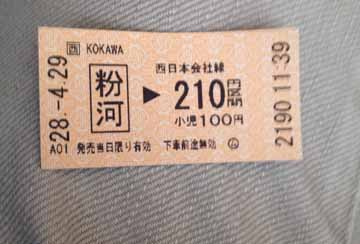 西 KOKAWA
28.-4.29
粉河
西日本会社線
▶ 210円区間
小児100円
A01 発売当日限り有効 下車前途無効
2190 11:39